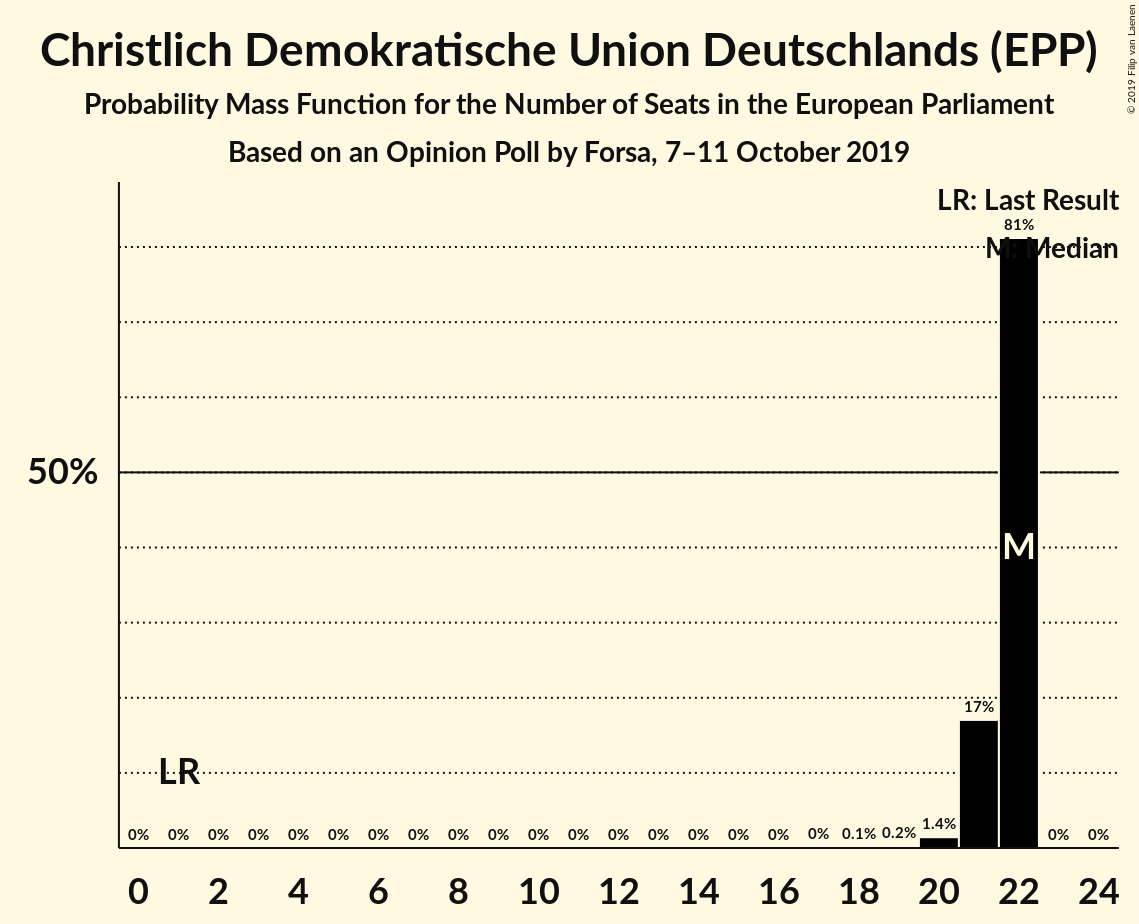 Christlich Demokratische Union Deutschlands (EPP)
Probability Mass Function for the Number of Seats in the European Parliament
Based on an Opinion Poll by Forsa, 7–11 October 2019
© 2019 Filip van Laenen
LR: Last Result
81%
M: Median
50%
M
17%
LR
0% 0% 0% 0% 0% 0% 0% 0% 0% 0% 0% 0% 0% 0% 0% 0% 0% 0% 0.1% 0.2% 1.4% 0% 0%
0 2 4 6 8 10 12 14 16 18 20 22 24